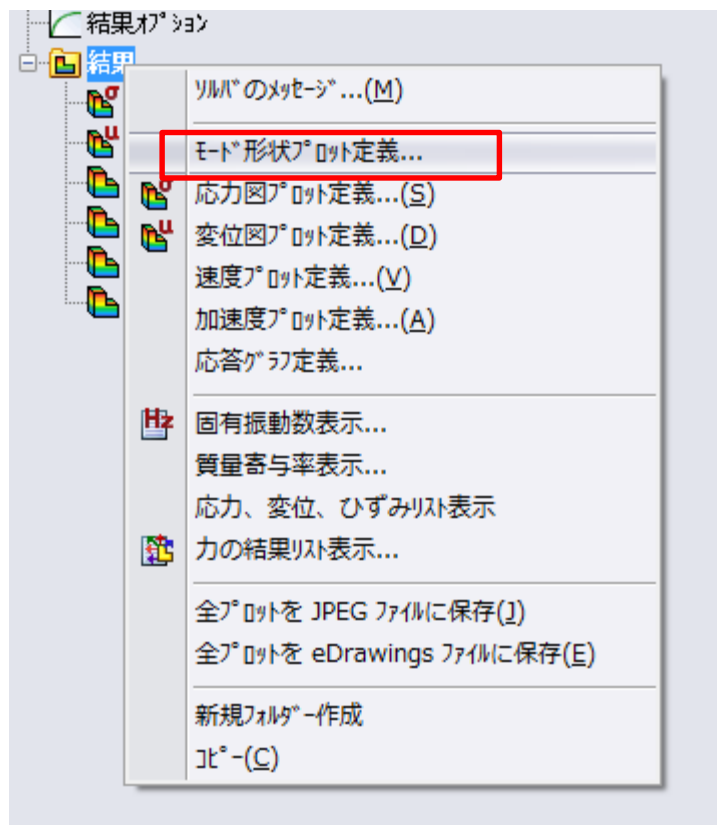 結果ｵﾌﾟｼｮﾝ
結果
σ
ｿﾙﾊﾞのﾒｯｾｰｼﾞ...(M)
u
ﾓｰﾄﾞ形状ﾌﾟﾛｯﾄ定義...
σ
応力図ﾌﾟﾛｯﾄ定義...(S)
u
変位図ﾌﾟﾛｯﾄ定義...(D)
速度ﾌﾟﾛｯﾄ定義...(V)
加速度ﾌﾟﾛｯﾄ定義...(A)
応答ｸﾞﾗﾌ定義...
Hz
固有振動数表示...
質量寄与率表示...
応力、変位、ひずみﾘｽﾄ表示
力の結果ﾘｽﾄ表示...
全ﾌﾟﾛｯﾄを JPEG ﾌｧｲﾙに保存(J)
全ﾌﾟﾛｯﾄを eDrawings ﾌｧｲﾙに保存(E)
新規ﾌｫﾙﾀﾞｰ作成
ｺﾋﾟｰ(C)